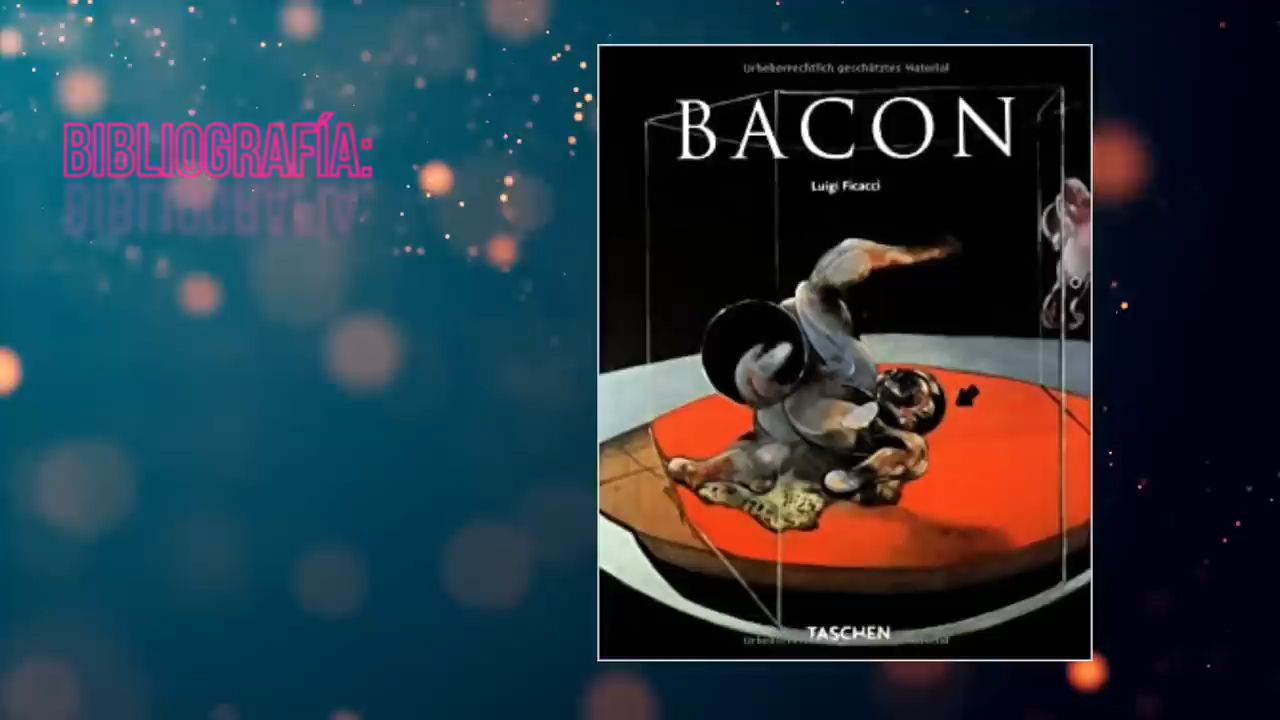 BIBLIOGRAFÍA:
Urheberrechtlich geschütztes Material
BACON
Luigi Ficacci
TASCHEN